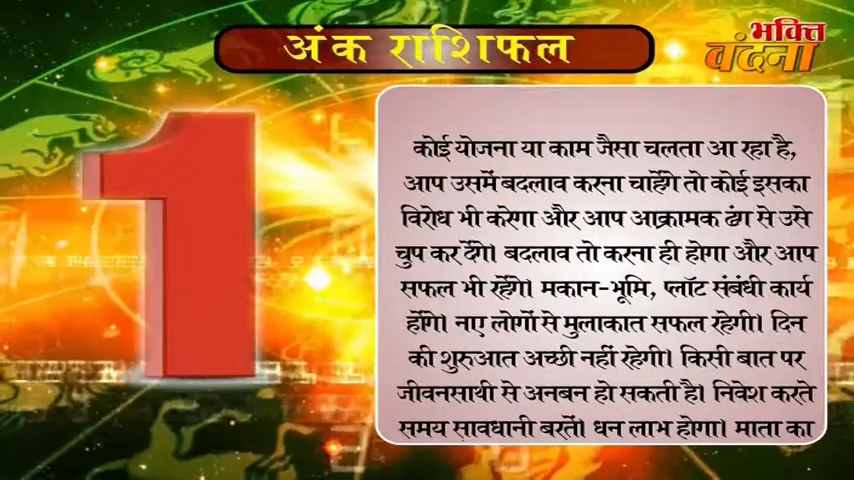 अंक राशिफल
भक्ति
वंदना
1
कोई योजना या काम जैसा चलता आ रहा है,
आप उसमें बदलाव करना चाहेंगे तो कोई इसका
विरोध भी करेगा और आप आक्रामक ढंग से उसे
चुप कर देंगे। बदलाव तो करना ही होगा और आप
सफल भी रहेंगे। मकान-भूमि, प्लॉट संबंधी कार्य
होंगे। नए लोगों से मुलाकात सफल रहेगी। दिन
की शुरुआत अच्छी नहीं रहेगी। किसी बात पर
जीवनसाथी से अनबन हो सकती है। निवेश करते
समय सावधानी बरतें। धन लाभ होगा। माता का